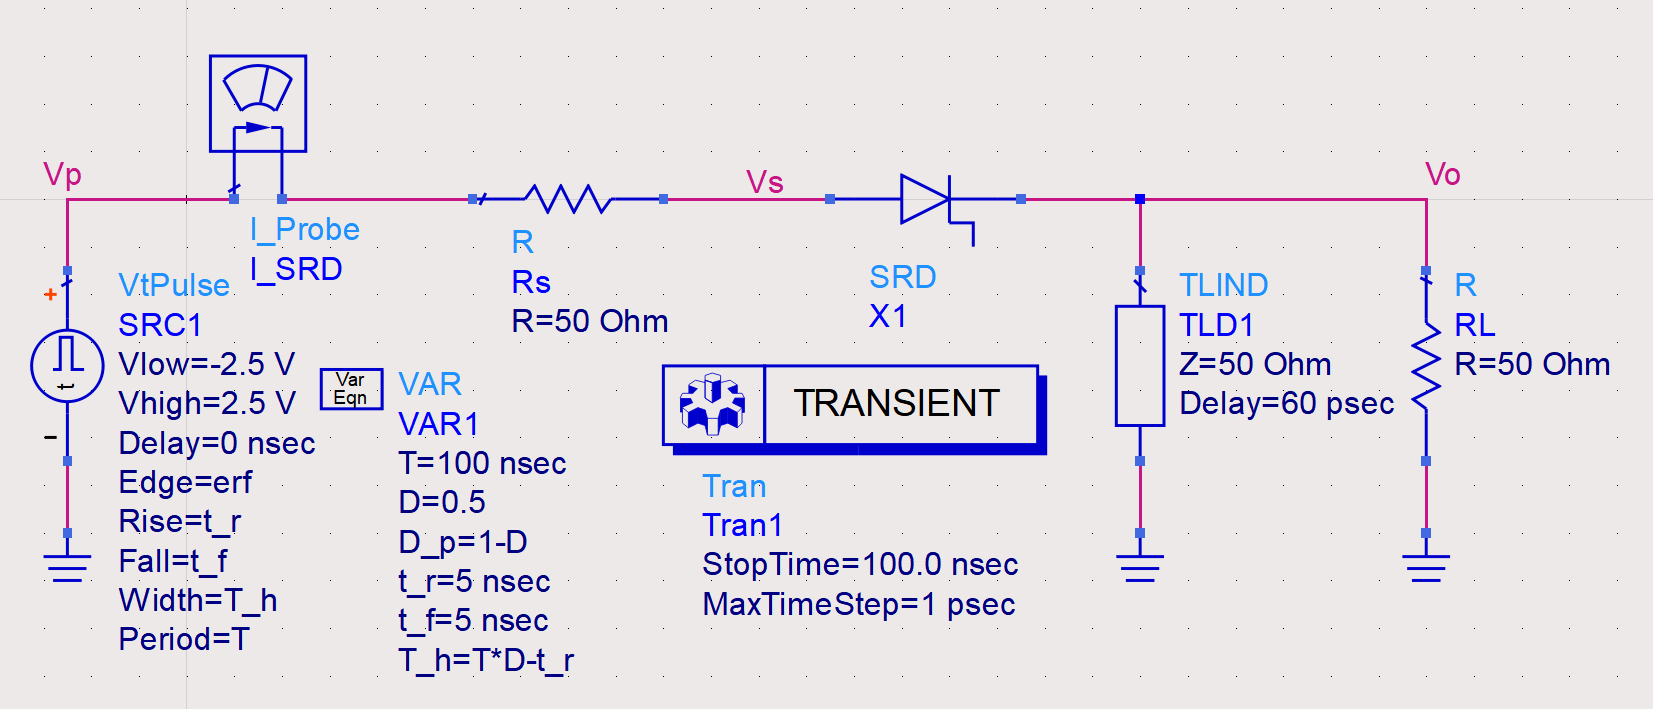 Vp
I_Probe
I_SRD
R
Rs
R=50 Ohm
Vs
SRD
X1
Vo
VtPulse
SRC1
Vlow=-2.5 V
Vhigh=2.5 V
Delay=0 nsec
Edge=erf
Rise=t_r
Fall=t_f
Width=T_h
Period=T
+
t
-
Var
Eqn
VAR
VAR1
T=100 nsec
D=0.5
D_p=1-D
t_r=5 nsec
t_f=5 nsec
T_h=T*D-t_r
TRANSIENT
Tran
Tran1
StopTime=100.0 nsec
MaxTimeStep=1 psec
TLIND
TLD1
Z=50 Ohm
Delay=60 psec
R
RL
R=50 Ohm